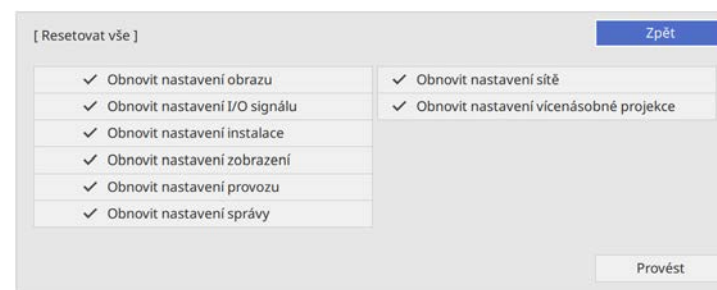 [ Resetovat vše ]
Zpět
Obnovit nastavení obrazu
Obnovit nastavení I/O signálu
Obnovit nastavení instalace
Obnovit nastavení zobrazení
Obnovit nastavení provozu
Obnovit nastavení správy
Obnovit nastavení sítě
Obnovit nastavení vícenásobné projekce
Provést